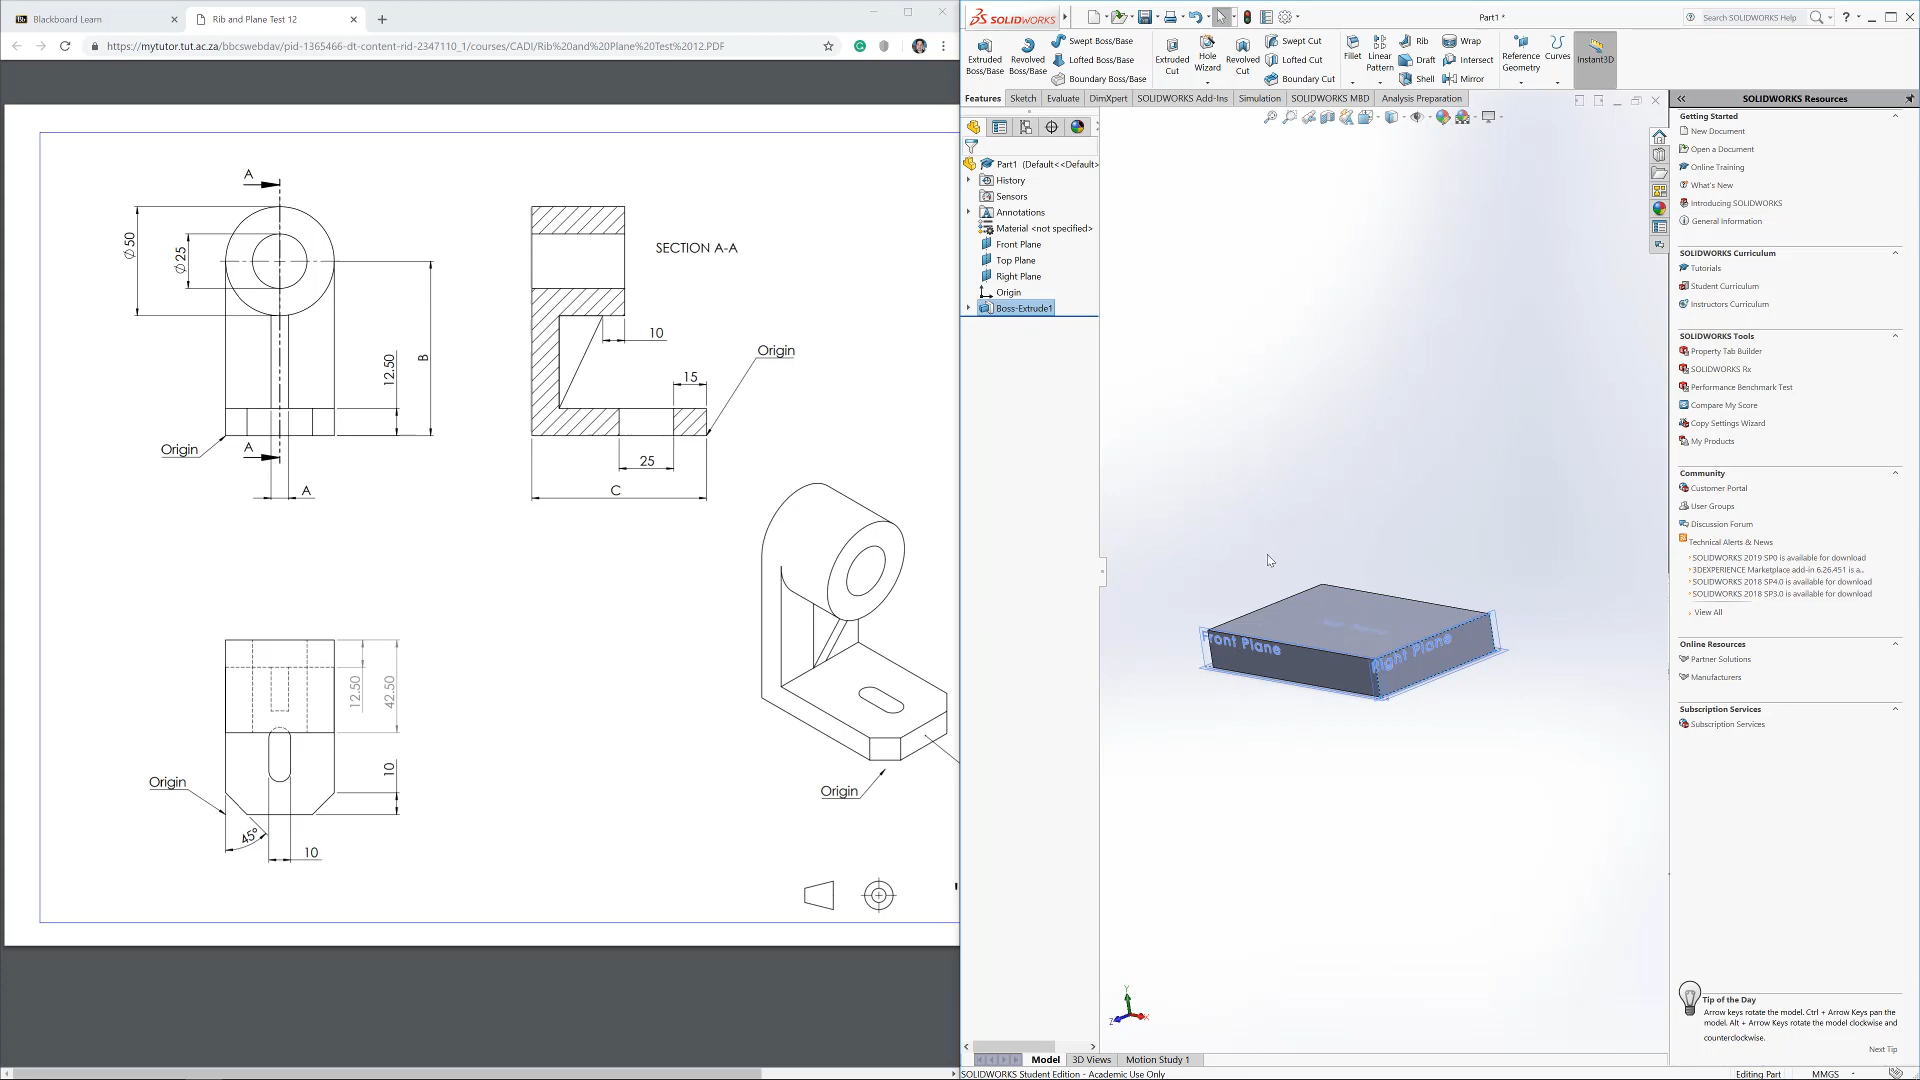 Blackboard Learn
Rib and Plane Test 12
https://mytutor.tut.ac.za/bbcswebdav/pid-1365466-dt-content-rid-2347110_1/courses/CADI/Rib%20and%20Plane%20Test%2012.PDF
A
Ø50
Ø25
12.50
B
Origin
A
A
SECTION A-A
10
Origin
15
25
C
12.50
42.50
10
Origin
45°
10
Origin
SOLIDWORKS
Part1 *
Search SOLIDWORKS Help
Extruded Boss/Base
Revolved Boss/Base
Swept Boss/Base
Lofted Boss/Base
Boundary Boss/Base
Extruded Cut
Hole Wizard
Revolved Cut
Swept Cut
Lofted Cut
Boundary Cut
Fillet
Linear Pattern
Rib
Draft
Shell
Wrap
Intersect
Mirror
Reference Geometry
Curves
Instant3D
Features
Sketch
Evaluate
DimXpert
SOLIDWORKS Add-Ins
Simulation
SOLIDWORKS MBD
Analysis Preparation
Part1 (Default<<Default>
History
Sensors
Annotations
Material <not specified>
Front Plane
Top Plane
Right Plane
Origin
Boss-Extrude1
Front Plane
Right Plane
Y
Z
X
SOLIDWORKS Resources
Getting Started
New Document
Open a Document
Online Training
What's New
Introducing SOLIDWORKS
General Information
SOLIDWORKS Curriculum
Tutorials
Student Curriculum
Instructors Curriculum
SOLIDWORKS Tools
Property Tab Builder
SOLIDWORKS Rx
Performance Benchmark Test
Compare My Score
Copy Settings Wizard
My Products
Community
Customer Portal
User Groups
Discussion Forum
Technical Alerts & News
SOLIDWORKS 2019 SP0 is available for download
3DEXPERIENCE Marketplace add-in 6.26.451 is a..
SOLIDWORKS 2018 SP4.0 is available for download
SOLIDWORKS 2018 SP3.0 is available for download
View All
Online Resources
Partner Solutions
Manufacturers
Subscription Services
Subscription Services
Tip of the Day
Arrow keys rotate the model. Ctrl + Arrow Keys pan the
model. Alt + Arrow Keys rotate the model clockwise and
counterclockwise.
Next Tip
Model
3D Views
Motion Study 1
SOLIDWORKS Student Edition - Academic Use Only
Editing Part
MMGS